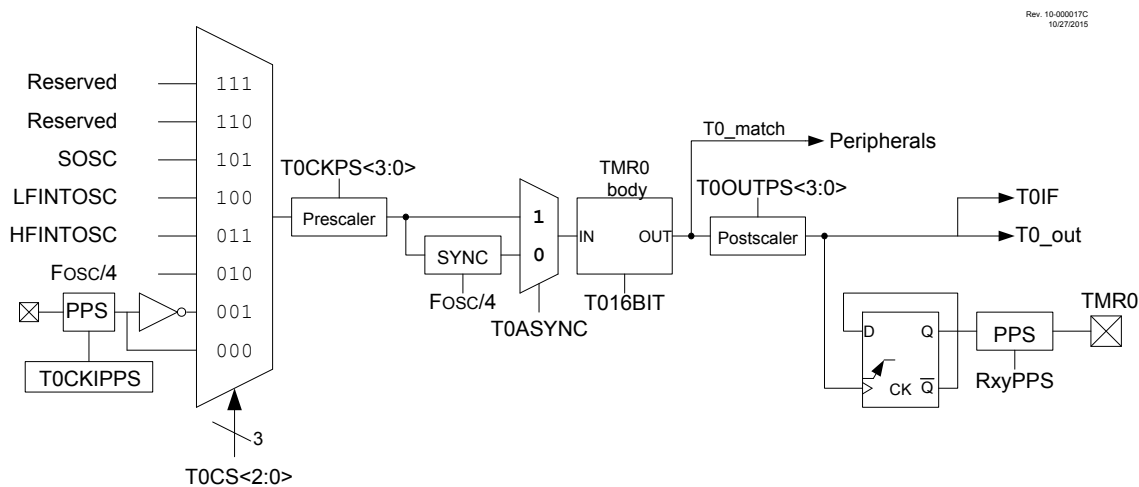 Rev. 10-000017C
10/27/2015
Reserved
111
Reserved
110
SOSC
101
LFINTOSC
100
HFINTOSC
011
FOSC/4
010
PPS
001
000
T0CKIPPS
3
T0CS<2:0>
T0CKPS<3:0>
Prescaler
SYNC
FOSC/4
1
0
T0ASYNC
TMR0
body
IN
OUT
T016BIT
T0_match
Peripherals
T0OUTPS<3:0>
Postscaler
T0IF
T0_out
D
Q
CK
Q
PPS
RxyPPS
TMR0